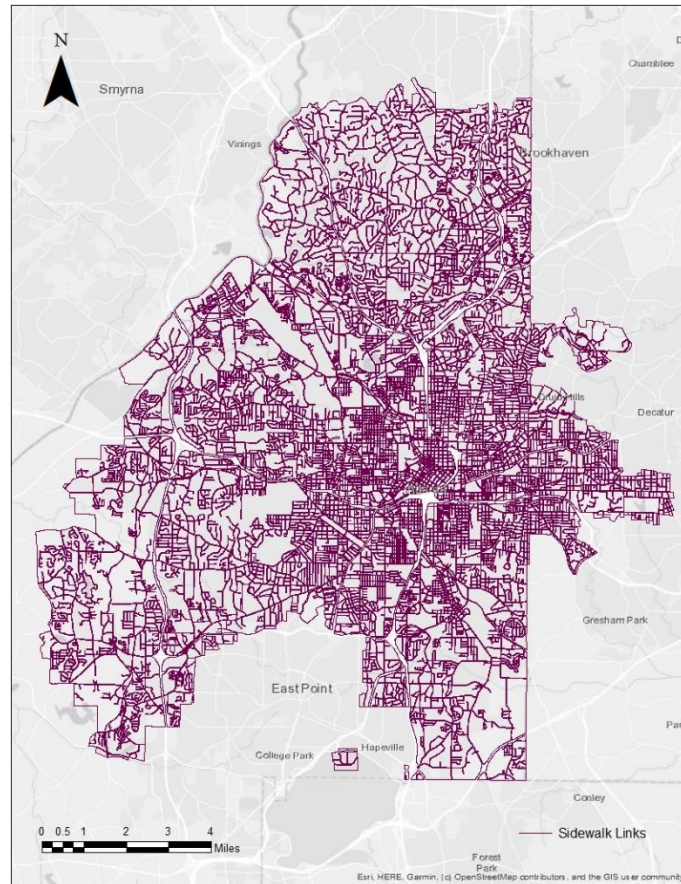 N
Chamblee
Smyrna
Vinings
Brookhaven
Druid Hills
Decatur
Gresham Park
East Point
College Park
Hapeville
Conley
0 0.5 1 2 3 4
Miles
Sidewalk Links
Forest
Park
Esri, HERE, Garmin, (c) OpenStreetMap contributors, and the GIS user community